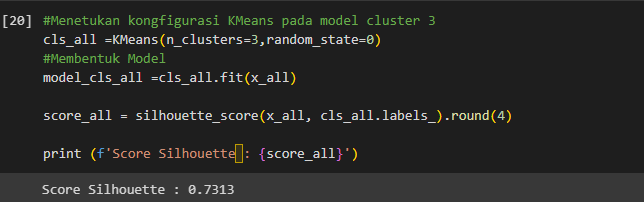 [20] #Menetukan kongfigurasi KMeans pada model cluster 3
cls_all =KMeans(n_clusters=3,random_state=0)
#Membentuk Model
model_cls_all =cls_all.fit(x_all)
score_all = silhouette_score(x_all, cls_all.labels_).round(4)
print (f'Score Silhouette : {score_all}')
Score Silhouette : 0.7313